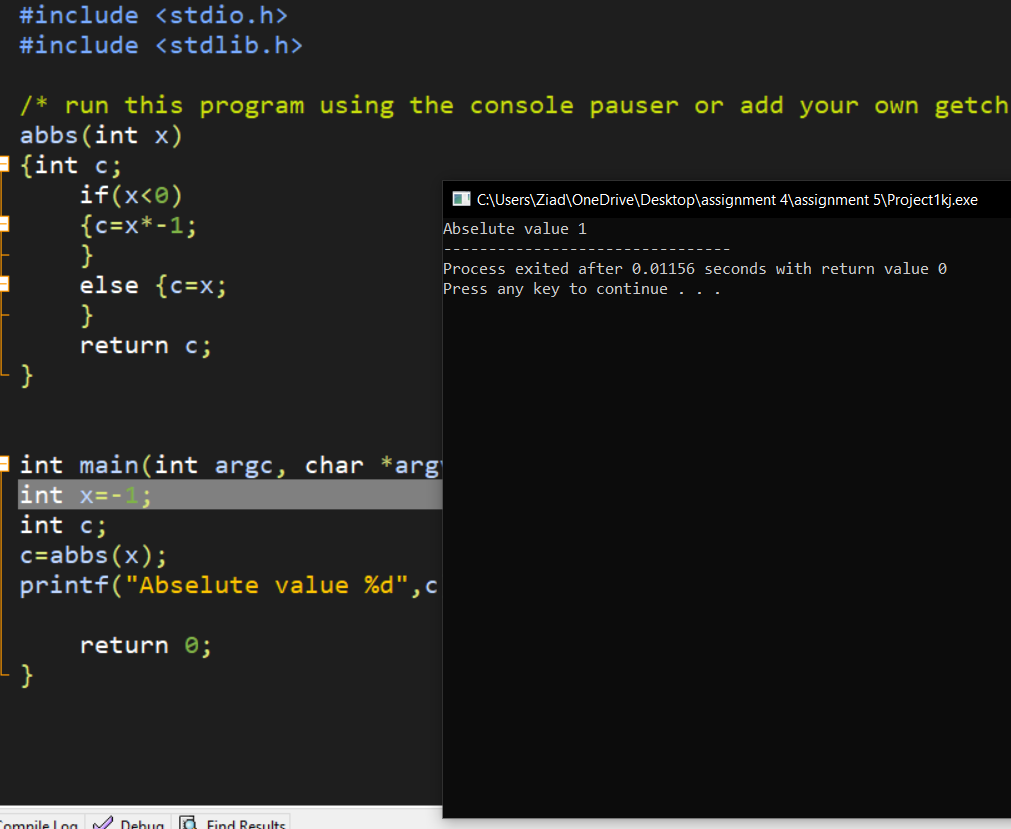 #include <stdio.h>
#include <stdlib.h>
/* run this program using the console pauser or add your own getch
abbs(int x)
{int c;
if(x<0)
{c=x*-1;
}
else {c=x;
}
return c;
}
int main(int argc, char *argv
int x=-1;
int c;
c=abbs(x);
printf("Abselute value %d",c
return 0;
}
C:\Users\Ziad\OneDrive\Desktop\assignment 4\assignment 5\Project1kj.exe
Abselute value 1
--------------------------------
Process exited after 0.01156 seconds with return value 0
Press any key to continue . . .
Compile Log Debug Find Results